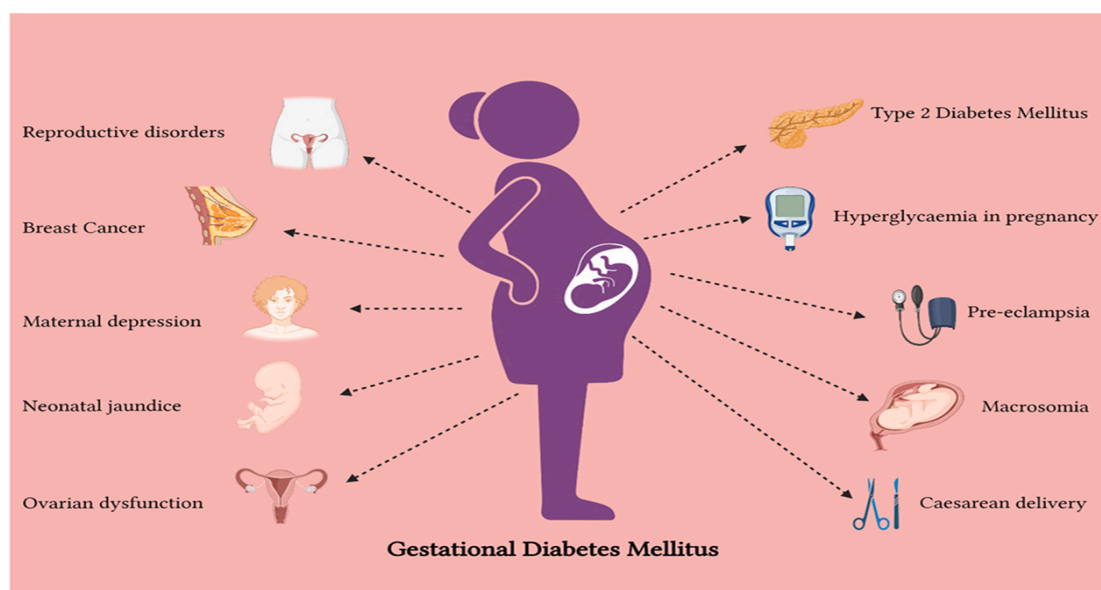 Reproductive disorders
Breast Cancer
Maternal depression
Neonatal jaundice
Ovarian dysfunction
Type 2 Diabetes Mellitus
Hyperglycaemia in pregnancy
Pre-eclampsia
Macrosomia
Caesarean delivery
Gestational Diabetes Mellitus